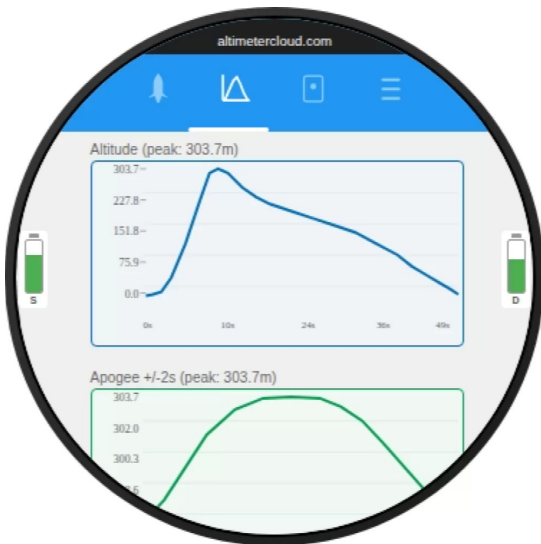 altimetercloud.com
Altitude (peak: 303.7m)
303.7
227.8
151.8
75.9
0.0
0s 10s 24s 36s 49s
S
D
Apogee +/-2s (peak: 303.7m)
303.7
302.0
300.3